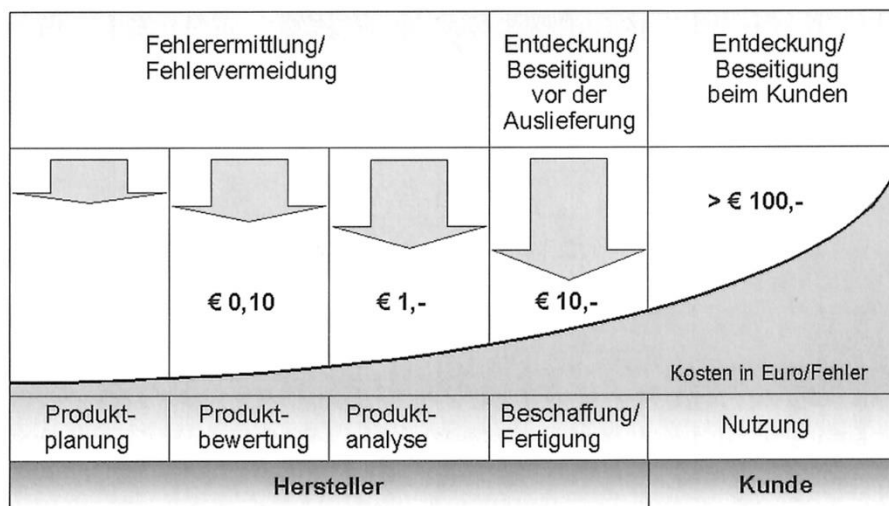 Fehlerermittlung/
Fehlervermeidung
Entdeckung/
Beseitigung
vor der
Auslieferung
Entdeckung/
Beseitigung
beim Kunden
€ 0,10
€ 1,-
€ 10,-
> € 100,-
Kosten in Euro/Fehler
Produkt-
planung
Produkt-
bewertung
Produkt-
analyse
Beschaffung/
Fertigung
Nutzung
Hersteller
Kunde